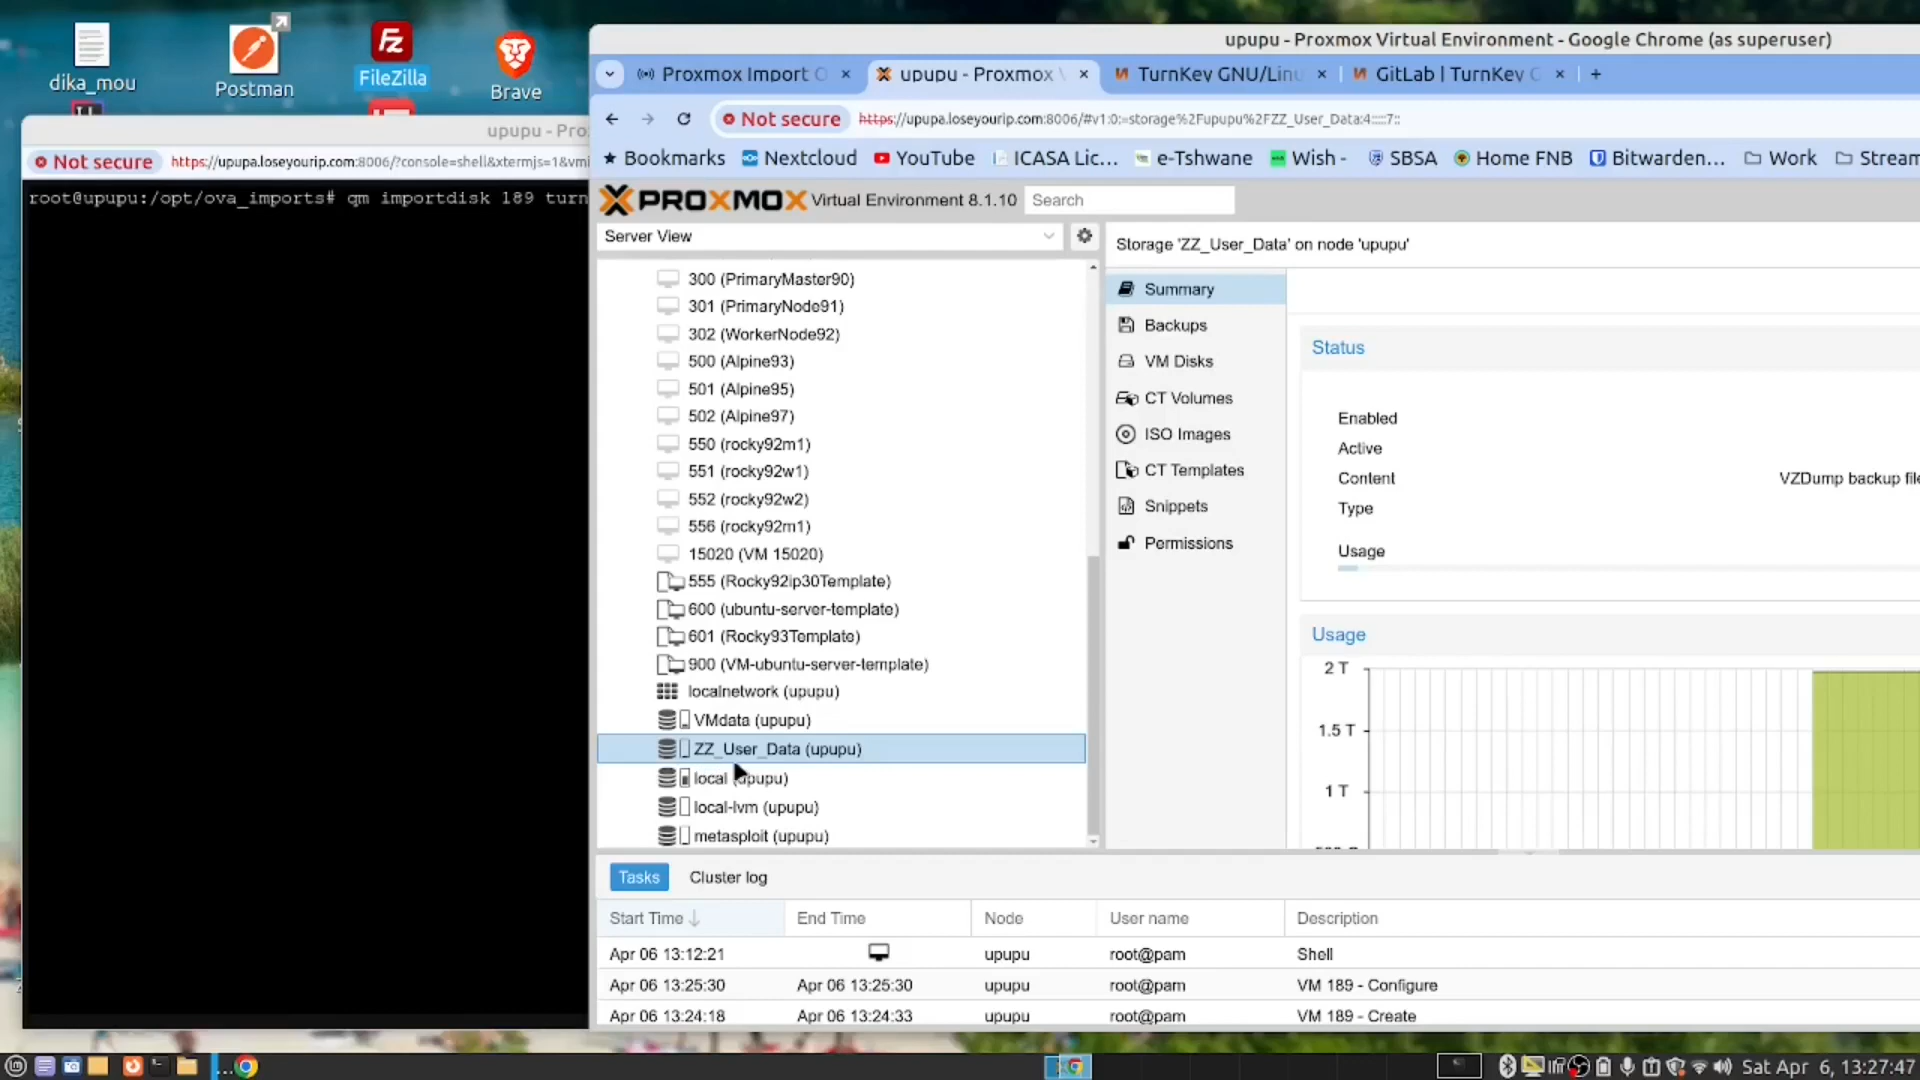 dika_mou
Postman
FileZilla
Brave
upupu - Pro
Not secure
https://upupa.loseyourip.com:8006/?console=shell&xtermjs=1&vmi
root@upupu:/opt/ova_imports# qm importdisk 189 turn
upupu - Proxmox Virtual Environment - Google Chrome (as superuser)
Proxmox Import O
upupu - Proxmox V
TurnKey GNU/Linu
GitLab | TurnKey G
Not secure
https://upupa.loseyourip.com:8006/#v1:0:=storage%2Fupupu%2FZZ_User_Data:4:::::7::
Bookmarks
Nextcloud
YouTube
ICASA Lic...
e-Tshwane
Wish -
SBSA
Home FNB
Bitwarden...
Work
Stream
PROXMOX Virtual Environment 8.1.10
Search
Server View
300 (PrimaryMaster90)
301 (PrimaryNode91)
302 (WorkerNode92)
500 (Alpine93)
501 (Alpine95)
502 (Alpine97)
550 (rocky92m1)
551 (rocky92w1)
552 (rocky92w2)
556 (rocky92m1)
15020 (VM 15020)
555 (Rocky92ip30Template)
600 (ubuntu-server-template)
601 (Rocky93Template)
900 (VM-ubuntu-server-template)
localnetwork (upupu)
VMdata (upupu)
ZZ_User_Data (upupu)
local (upupu)
local-lvm (upupu)
metasploit (upupu)
Storage 'ZZ_User_Data' on node 'upupu'
Summary
Backups
VM Disks
CT Volumes
ISO Images
CT Templates
Snippets
Permissions
Status
Enabled
Active
Content
VZDump backup file
Type
Usage
Usage
2 T
1.5 T
1 T
Tasks
Cluster log
Start Time
End Time
Node
User name
Description
Apr 06 13:12:21
upupu
root@pam
Shell
Apr 06 13:25:30
Apr 06 13:25:30
upupu
root@pam
VM 189 - Configure
Apr 06 13:24:18
Apr 06 13:24:33
upupu
root@pam
VM 189 - Create
Sat Apr 6, 13:27:47